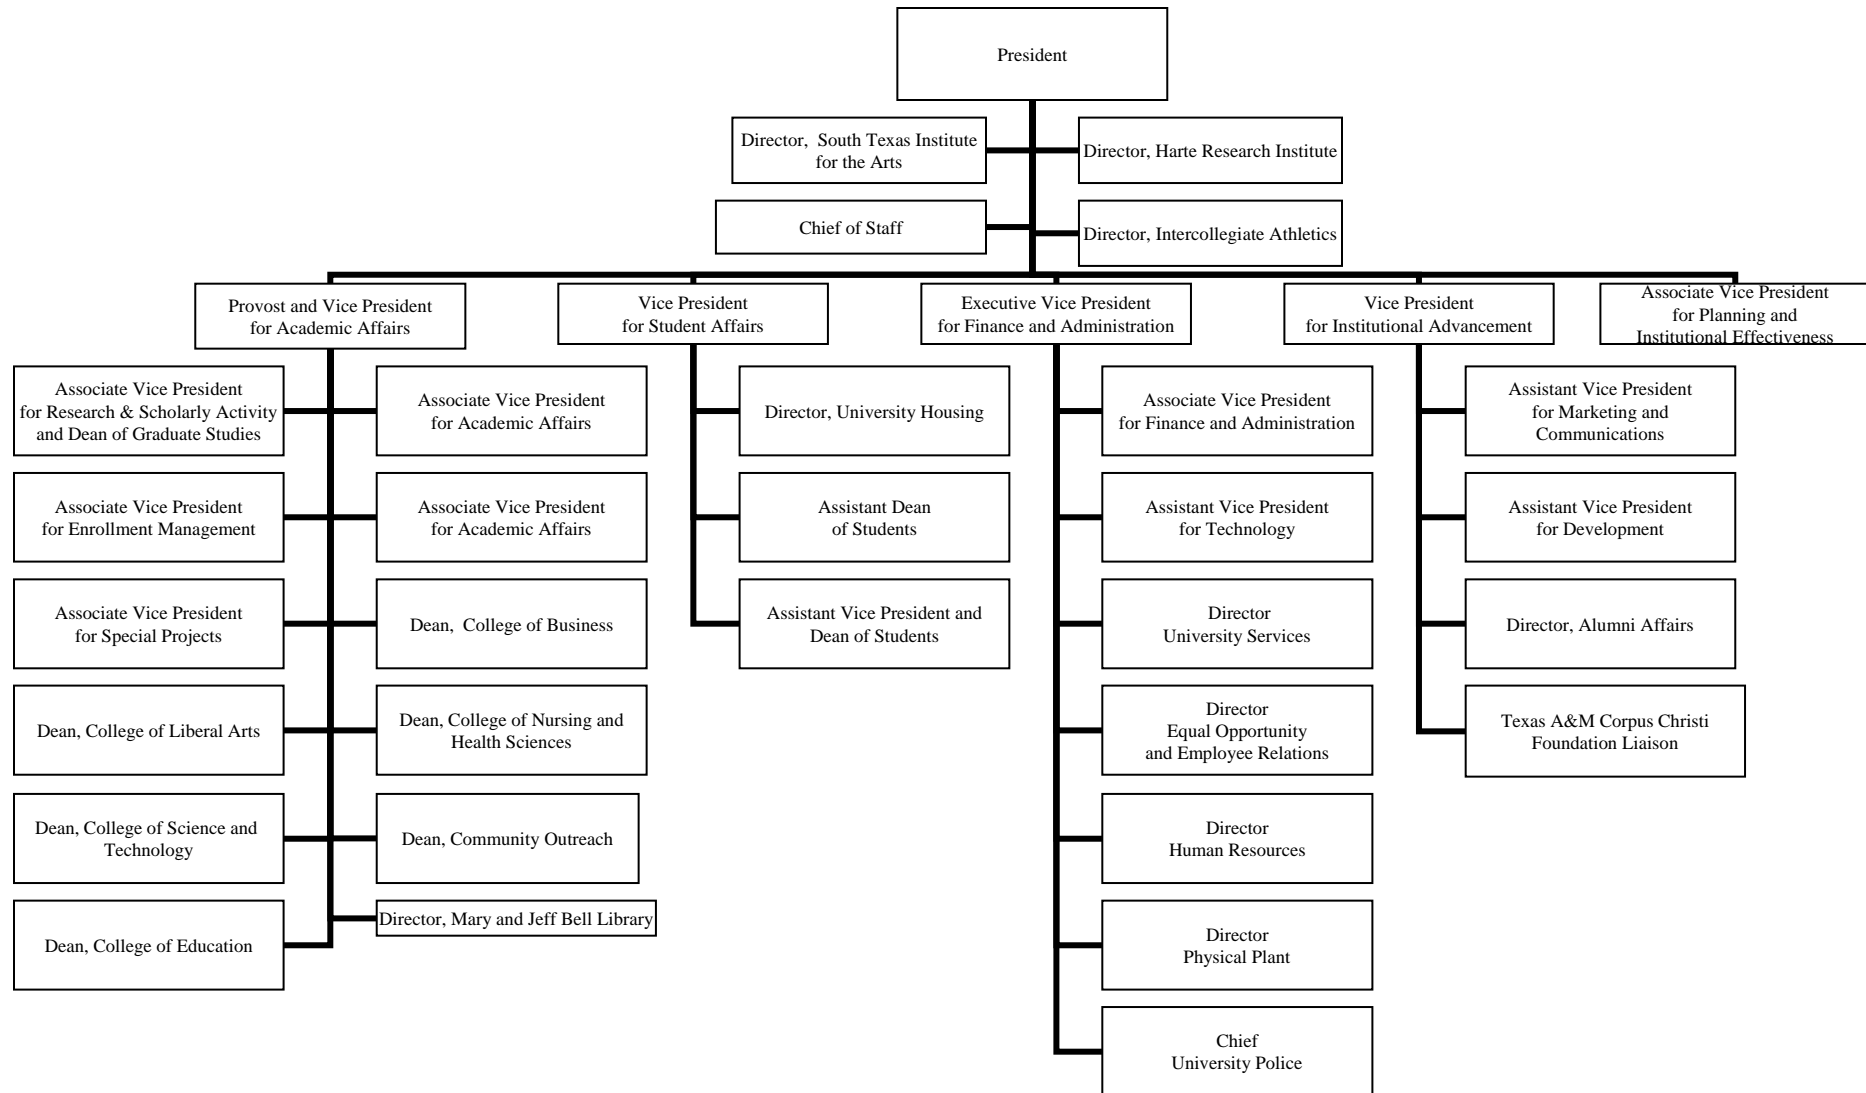 President
Director,  South Texas Institute
for the Arts
Director, Harte Research Institute
Chief of Staff
Director, Intercollegiate Athletics
Provost and Vice President
for Academic Affairs
Vice President
for Student Affairs
Executive Vice President
for Finance and Administration
Vice President
for Institutional Advancement
Associate Vice President
for Planning and
Institutional Effectiveness
Associate Vice President
for Research & Scholarly Activity
and Dean of Graduate Studies
Associate Vice President
for Academic Affairs
Director, University Housing
Associate Vice President
for Finance and Administration
Assistant Vice President
for Marketing and
Communications
Associate Vice President
for Enrollment Management
Associate Vice President
for Academic Affairs
Assistant Dean
of Students
Assistant Vice President
for Technology
Assistant Vice President
for Development
Associate Vice President
for Special Projects
Dean,  College of Business
Assistant Vice President and
Dean of Students
Director
University Services
Director, Alumni Affairs
Dean, College of Liberal Arts
Dean, College of Nursing and
Health Sciences
Director
Equal Opportunity
and Employee Relations
Texas A&M Corpus Christi
Foundation Liaison
Dean, College of Science and
Technology
Dean, Community Outreach
Director
Human Resources
Dean, College of Education
Director, Mary and Jeff Bell Library
Director
Physical Plant
Chief
University Police